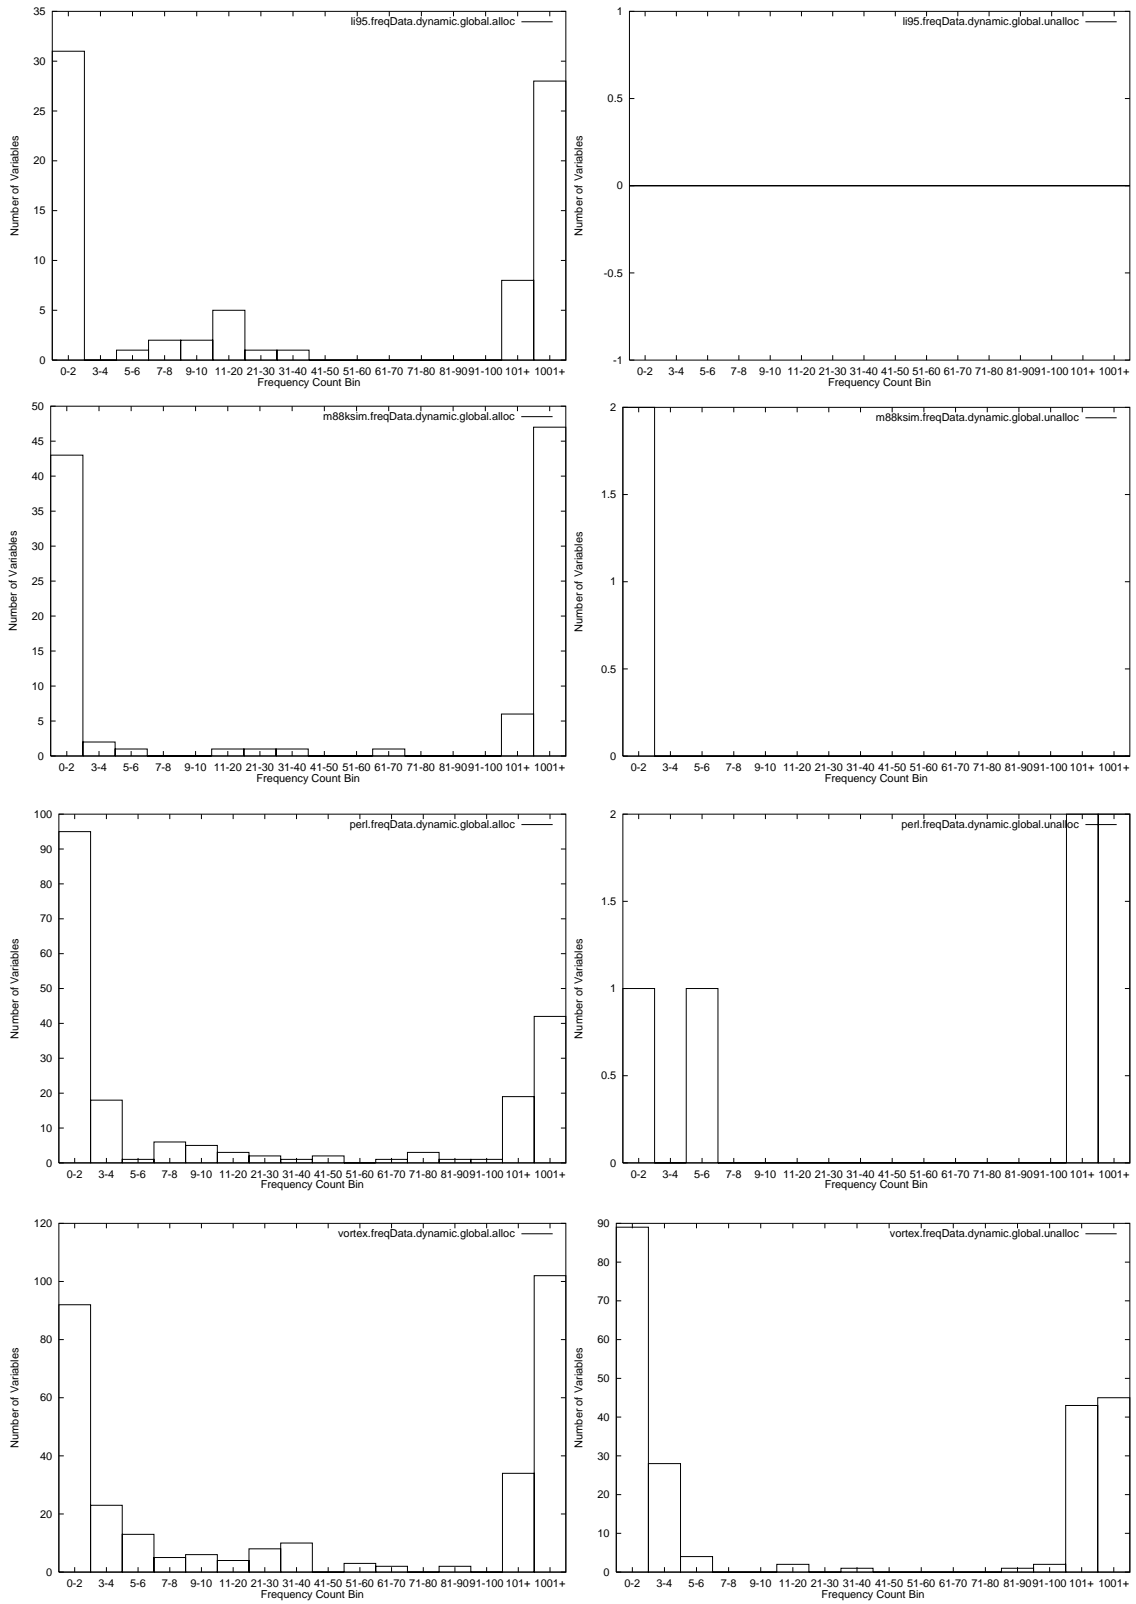 li95.freqData.dynamic.global.alloc
35
30
25
20
15
10
5
0
Number of Variables
0-2 3-4 5-6 7-8 9-10 11-20 21-30 31-40 41-50 51-60 61-70 71-80 81-90 91-100 101+ 1001+
Frequency Count Bin
li95.freqData.dynamic.global.unalloc
1
0.5
0
-0.5
-1
Number of Variables
0-2 3-4 5-6 7-8 9-10 11-20 21-30 31-40 41-50 51-60 61-70 71-80 81-90 91-100 101+ 1001+
Frequency Count Bin
m88ksim.freqData.dynamic.global.alloc
50
45
40
35
30
25
20
15
10
5
0
Number of Variables
0-2 3-4 5-6 7-8 9-10 11-20 21-30 31-40 41-50 51-60 61-70 71-80 81-90 91-100 101+ 1001+
Frequency Count Bin
m88ksim.freqData.dynamic.global.unalloc
2
1.5
1
0.5
0
Number of Variables
0-2 3-4 5-6 7-8 9-10 11-20 21-30 31-40 41-50 51-60 61-70 71-80 81-90 91-100 101+ 1001+
Frequency Count Bin
perl.freqData.dynamic.global.alloc
100
90
80
70
60
50
40
30
20
10
0
Number of Variables
0-2 3-4 5-6 7-8 9-10 11-20 21-30 31-40 41-50 51-60 61-70 71-80 81-90 91-100 101+ 1001+
Frequency Count Bin
perl.freqData.dynamic.global.unalloc
2
1.5
1
0.5
0
Number of Variables
0-2 3-4 5-6 7-8 9-10 11-20 21-30 31-40 41-50 51-60 61-70 71-80 81-90 91-100 101+ 1001+
Frequency Count Bin
vortex.freqData.dynamic.global.alloc
120
100
80
60
40
20
0
Number of Variables
0-2 3-4 5-6 7-8 9-10 11-20 21-30 31-40 41-50 51-60 61-70 71-80 81-90 91-100 101+ 1001+
Frequency Count Bin
vortex.freqData.dynamic.global.unalloc
90
80
70
60
50
40
30
20
10
0
Number of Variables
0-2 3-4 5-6 7-8 9-10 11-20 21-30 31-40 41-50 51-60 61-70 71-80 81-90 91-100 101+ 1001+
Frequency Count Bin